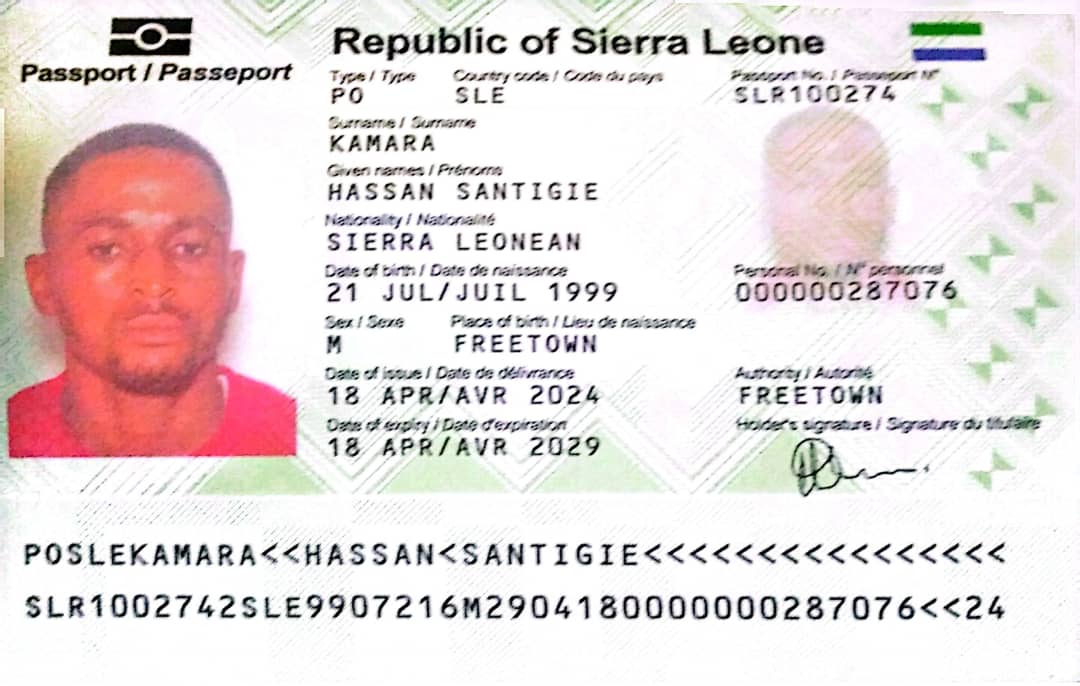 Republic of Sierra Leone
Passport / Passeport
Type / Type Country code / Code du pays Passport No. / Passeport N°
PO SLE SLR100274
Surname / Surname
KAMARA
Given names / Prénoms
HASSAN SANTIGIE
Nationality / Nationalité
SIERRA LEONEAN
Date of birth / Date de naissance Personal No. / N° personnel
21 JUL/JUIL 1999 000000287076
Sex / Sexe Place of birth / Lieu de naissance
M FREETOWN
Date of issue / Date de délivrance Authority / Autorité
18 APR/AVR 2024 FREETOWN
Date of expiry / Date d'expiration Holder's signature / Signature du titulaire
18 APR/AVR 2029
POSLEKAMARA<<HASSAN<SANTIGIE<<<<<<<<<<<<<<<<
SLR1002742SLE9907216M2904180000000287076<<24